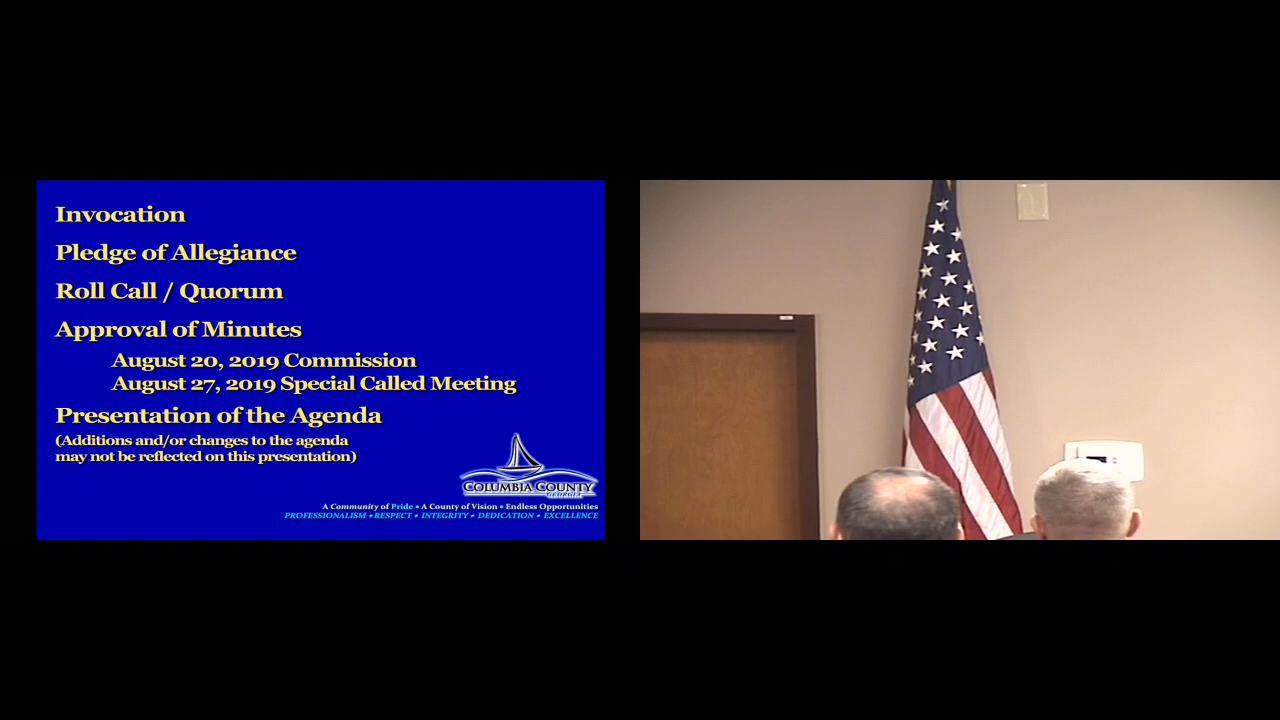 Invocation
Pledge of Allegiance
Roll Call / Quorum
Approval of Minutes
August 20, 2019 Commission
August 27, 2019 Special Called Meeting
Presentation of the Agenda
(Additions and/or changes to the agenda
may not be reflected on this presentation)
COLUMBIA COUNTY
GEORGIA
A Community of Pride • A County of Vision • Endless Opportunities
PROFESSIONALISM • RESPECT • INTEGRITY • DEDICATION • EXCELLENCE